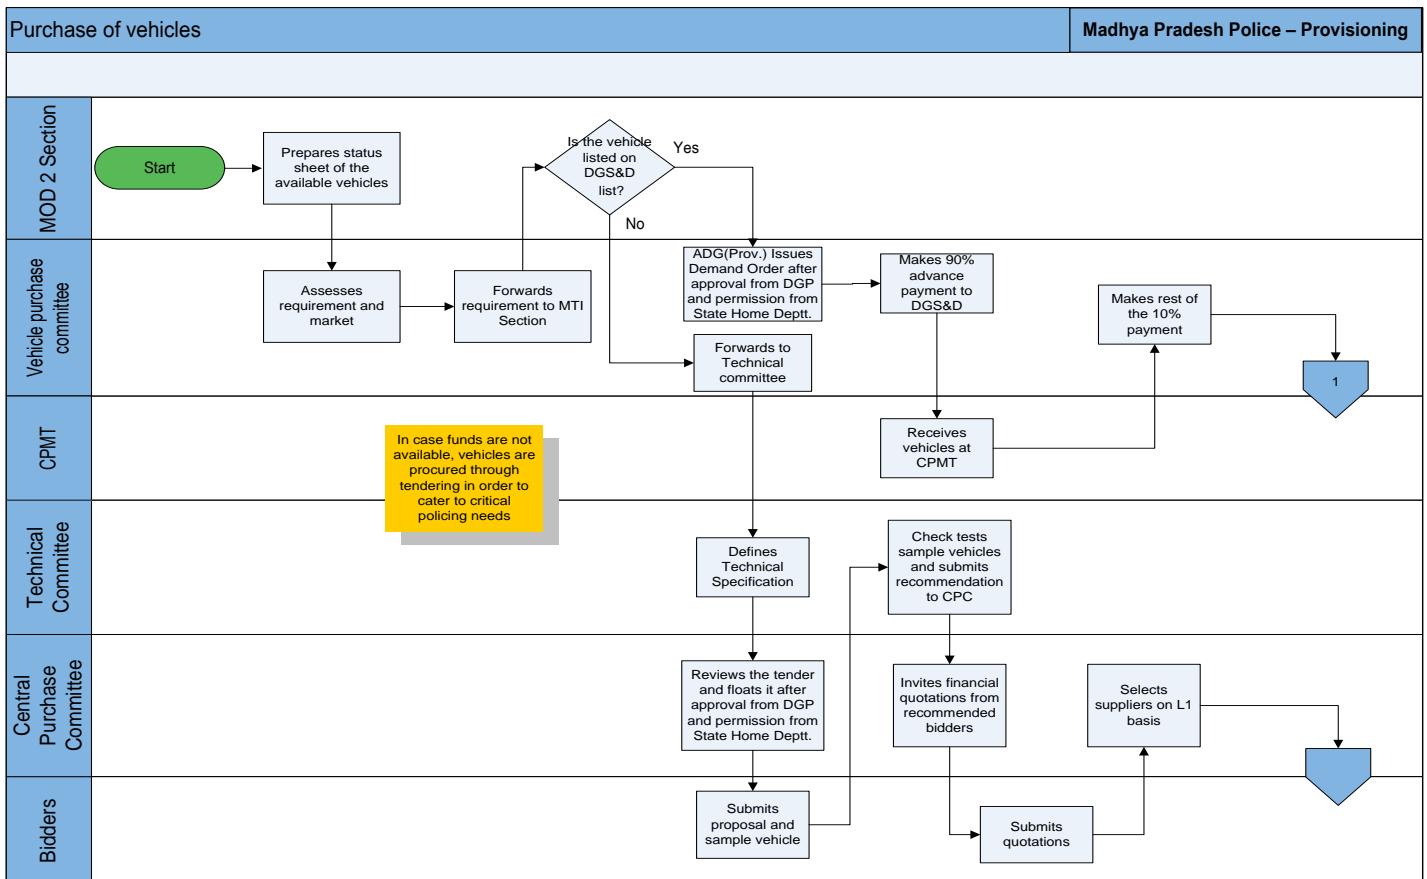 Purchase of vehicles
Madhya Pradesh Police – Provisioning
MOD 2 Section
Start
Prepares status
sheet of the
available vehicles
Is the vehicle
listed on
DGS&D
list?
Yes
No
Vehicle purchase
committee
Assesses
requirement and
market
Forwards
requirement to MTI
Section
ADG(Prov.) Issues
Demand Order after
approval from DGP
and permission from
State Home Deptt.
Makes 90%
advance
payment to
DGS&D
Makes rest of
the 10%
payment
1
Forwards to
Technical
committee
CPMT
In case funds are not
available, vehicles are
procured through
tendering in order to
cater to critical
policing needs
Receives
vehicles at
CPMT
Technical
Committee
Defines
Technical
Specification
Check tests
sample vehicles
and submits
recommendation
to CPC
Central
Purchase
Committee
Reviews the tender
and floats it after
approval from DGP
and permission from
State Home Deptt.
Invites financial
quotations from
recommended
bidders
Selects
suppliers on L1
basis
Bidders
Submits
proposal and
sample vehicle
Submits
quotations